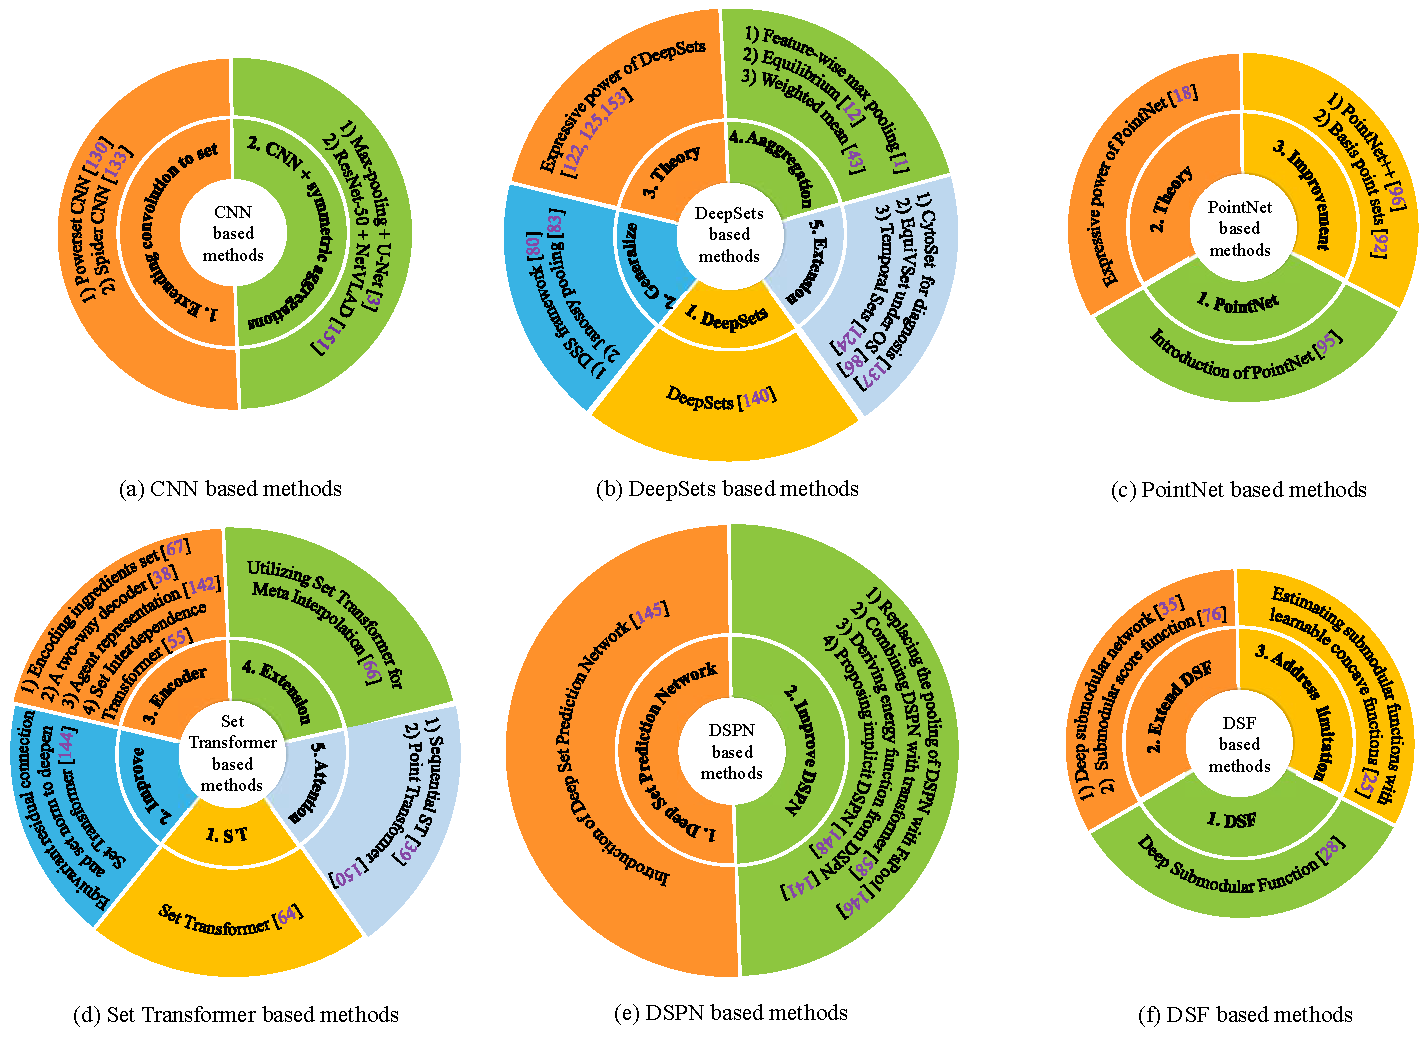 1) Powerset CNN [130]
2) Spider CNN [133]
1. Extending convolution to set
2. CNN + symmetric
aggregations
1) Max-pooling + U-Net [3]
2) ResNet-50 + NetVLAD [151]
CNN
based
methods
(a) CNN based methods
Expressive power of DeepSets
[122, 125,153]
3. Theory
1) Feature-wise max pooling [1]
2) Equilibrium [12]
3) Weighted mean [43]
4. Aaggregation
1) CytoSet for diagnosis [137]
2) EquiVSet under OS [86]
3) Temporal Sets [124]
5. Extension
DeepSets
based
methods
1. DeepSets
DeepSets [140]
2. Generalize
1) DSS framework [80]
2) Janossy pooling [83]
(b) DeepSets based methods
Expressive power of PointNet [18]
2. Theory
1) PointNet++ [96]
2) Basis point sets [92]
3. Improvement
PointNet
based
methods
1. PointNet
Introduction of PointNet [95]
(c) PointNet based methods
1) Encoding ingredients set [67]
2) A two-way decoder [38]
3) Agent representation [142]
4) Set Interdependence
Transformer [55]
3. Encoder
Utilizing Set Transformer for
Meta Interpolation [66]
4. Extension
Set
Transformer
based
methods
5. Attention
1) Sequential ST [39]
2) Point Transformer [150]
2. Improve
Equivariant residual connection
and set norm to deepen
Set Transformer [144]
1. ST
Set Transformer [64]
(d) Set Transformer based methods
Introduction of Deep Set Prediction Network [145]
1. Deep Set Prediction Network
DSPN
based
methods
2. Improve DSPN
1) Replacing the pooling of DSPN with FsPool [146]
2) Combining DSPN with transformer [58]
3) Deriving energy function from DSPN [141]
4) Proposing implicit DSPN [148]
(e) DSPN based methods
1) Deep submodular network [35]
2) Submodular score function [76]
2. Extend DSF
Estimating submodular functions with
learnable concave functions [25]
3. Address
limitation
DSF
based
methods
1. DSF
Deep Submodular Function [28]
(f) DSF based methods